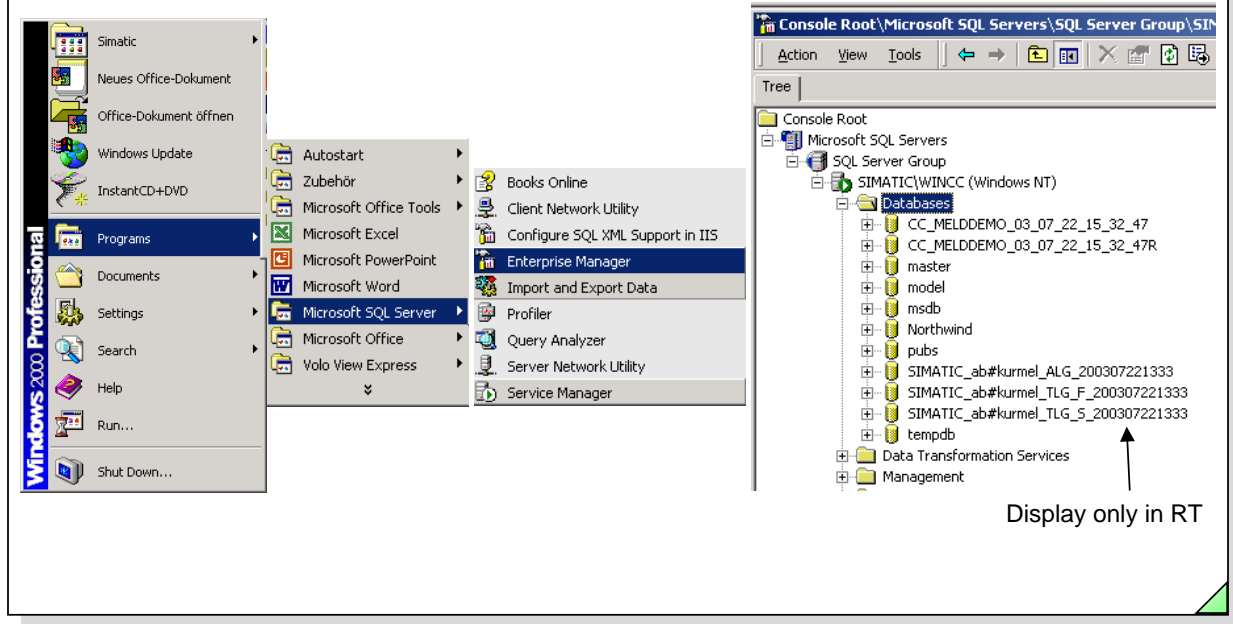 Windows 2000 Professional
Simatic
Neues Office-Dokument
Office-Dokument öffnen
Windows Update
InstantCD+DVD
Programs
Documents
Settings
Search
Help
Run...
Shut Down...
Autostart
Zubehör
Microsoft Office Tools
Microsoft Excel
Microsoft PowerPoint
Microsoft Word
Microsoft SQL Server
Microsoft Office
Volo View Express
Books Online
Client Network Utility
Configure SQL XML Support in IIS
Enterprise Manager
Import and Export Data
Profiler
Query Analyzer
Server Network Utility
Service Manager
Console Root\Microsoft SQL Servers\SQL Server Group\SIM
Action View Tools
Tree
Console Root
Microsoft SQL Servers
SQL Server Group
SIMATIC\WINCC (Windows NT)
Databases
CC_MELDDEMO_03_07_22_15_32_47
CC_MELDDEMO_03_07_22_15_32_47R
master
model
msdb
Northwind
pubs
SIMATIC_ab#kurmel_ALG_200307221333
SIMATIC_ab#kurmel_TLG_F_200307221333
SIMATIC_ab#kurmel_TLG_S_200307221333
tempdb
Data Transformation Services
Management
Display only in RT